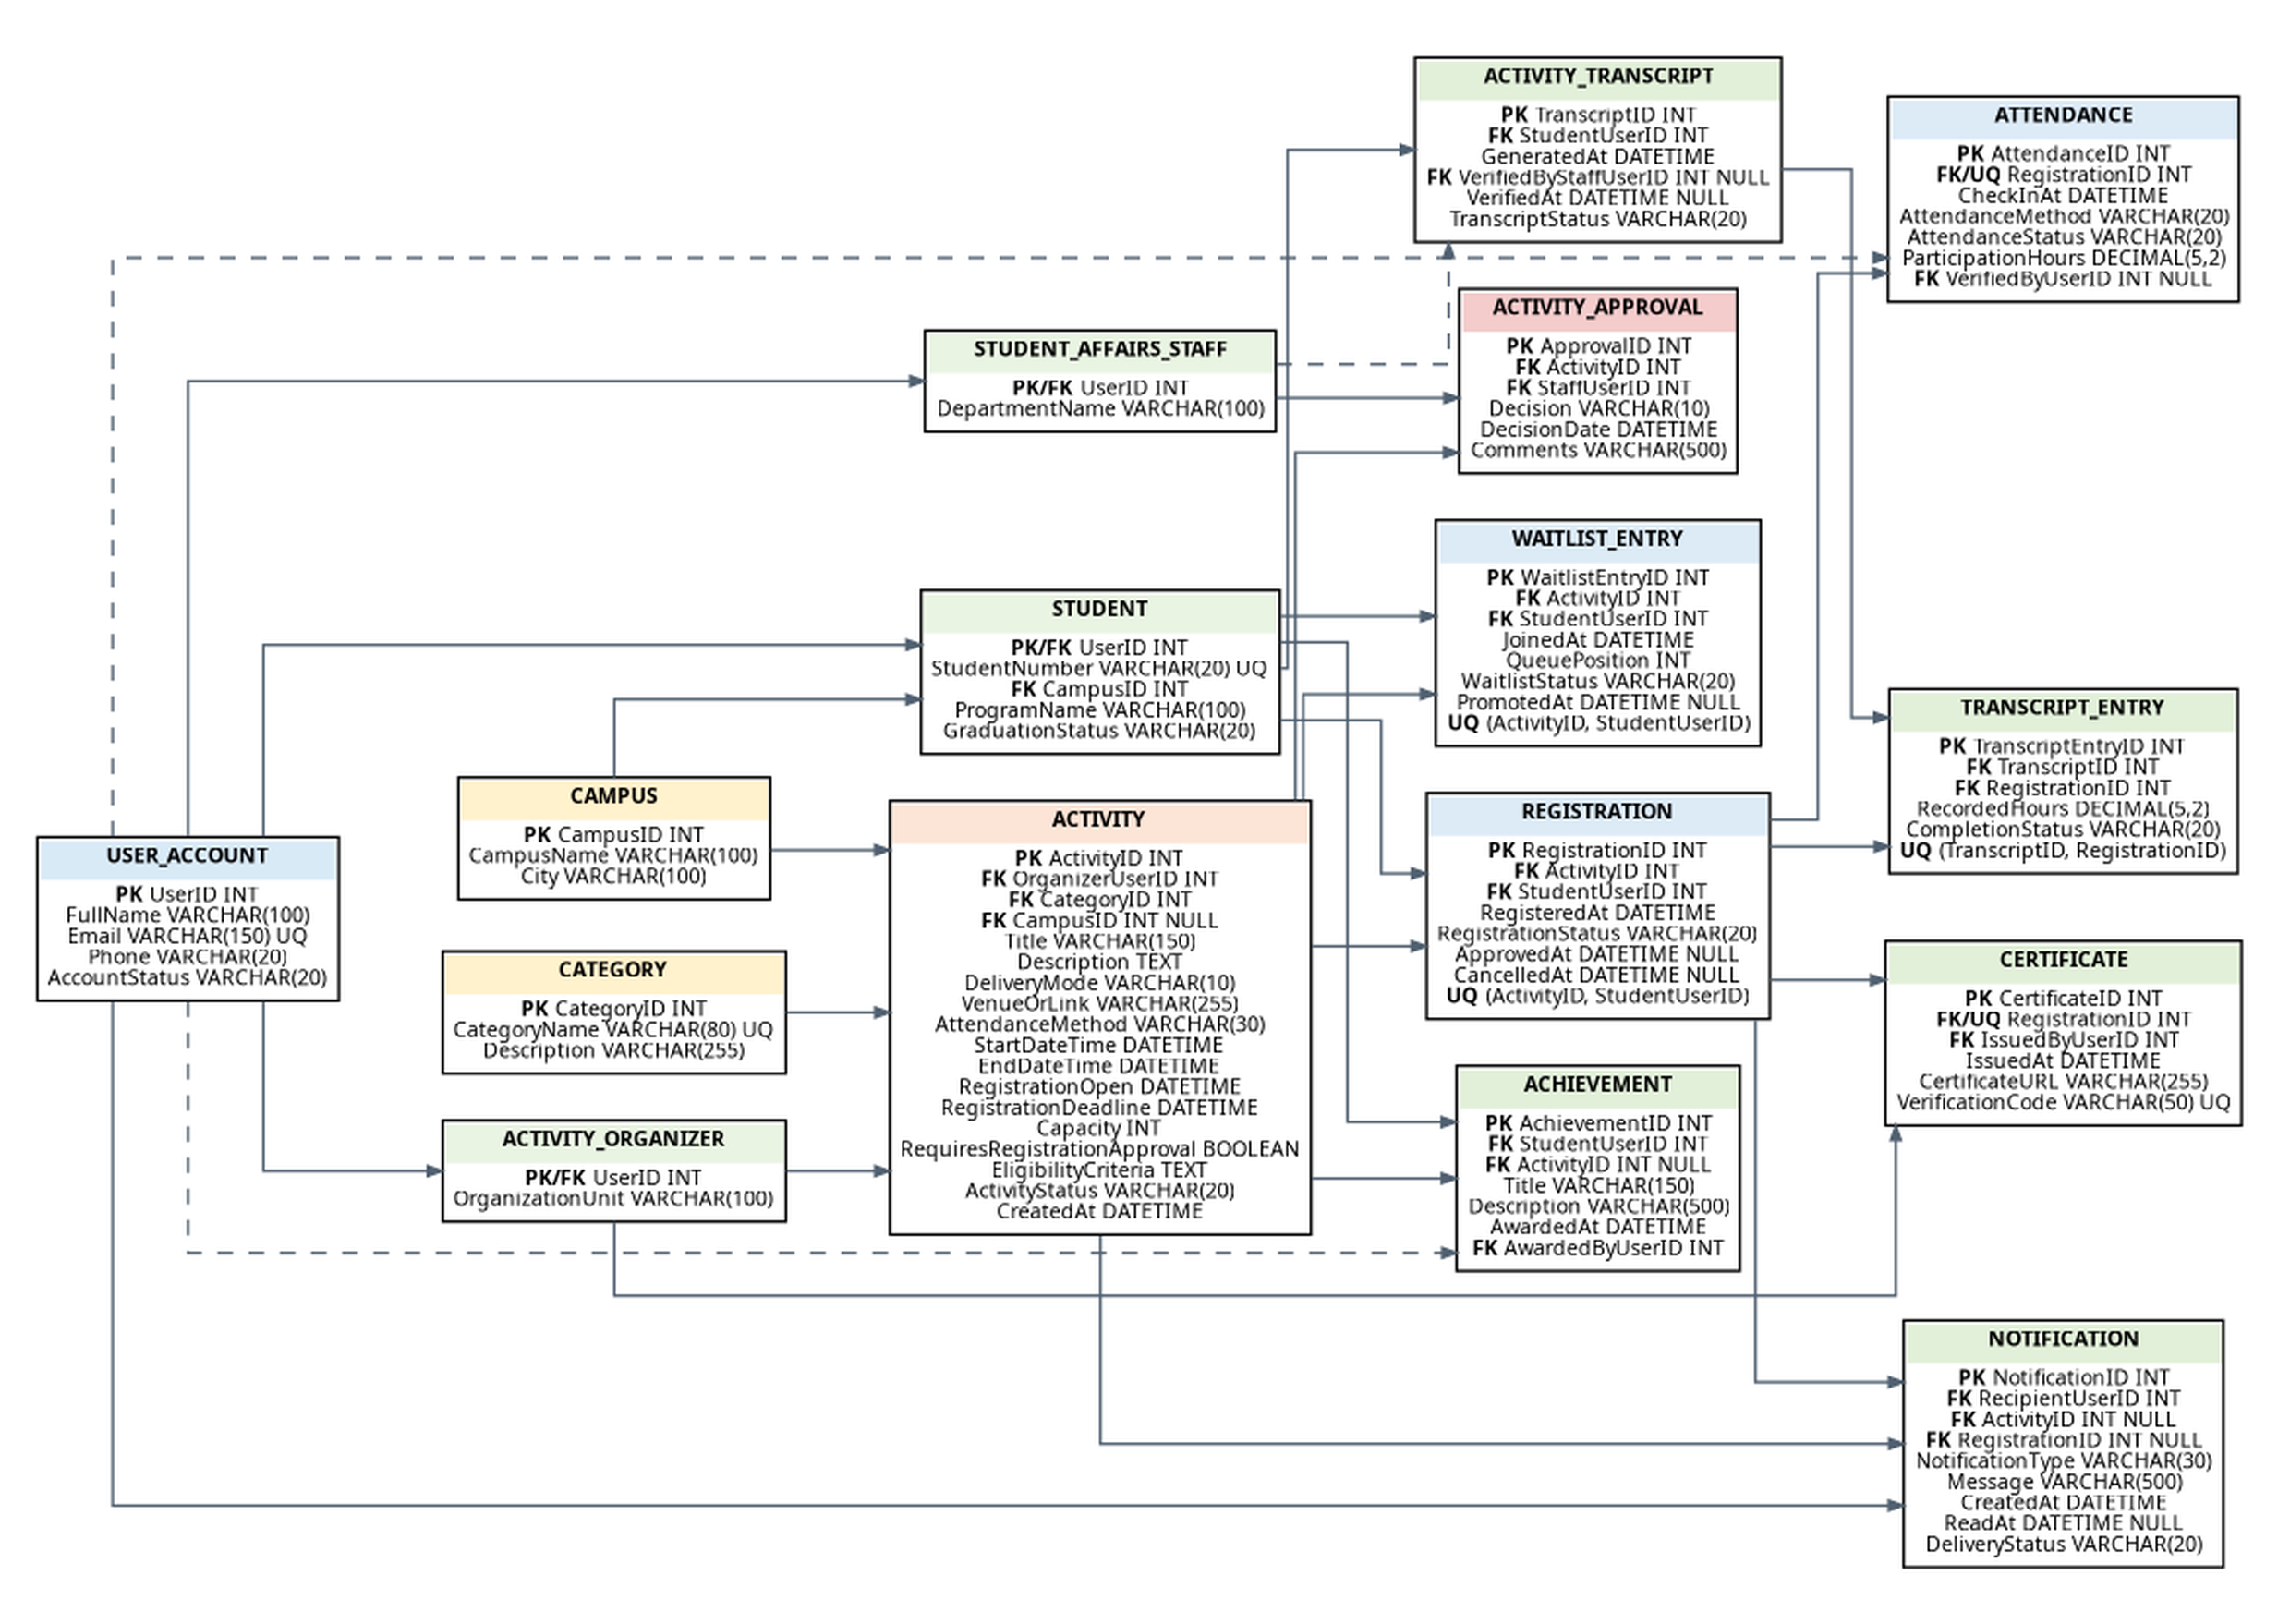 ACTIVITY_TRANSCRIPT
PK TranscriptID INT
FK StudentUserID INT
GeneratedAt DATETIME
FK VerifiedByStaffUserID INT NULL
VerifiedAt DATETIME NULL
TranscriptStatus VARCHAR(20)
ATTENDANCE
PK AttendanceID INT
FK/UQ RegistrationID INT
CheckInAt DATETIME
AttendanceMethod VARCHAR(20)
AttendanceStatus VARCHAR(20)
ParticipationHours DECIMAL(5,2)
FK VerifiedByUserID INT NULL
ACTIVITY_APPROVAL
PK ApprovalID INT
FK ActivityID INT
FK StaffUserID INT
Decision VARCHAR(10)
DecisionDate DATETIME
Comments VARCHAR(500)
STUDENT_AFFAIRS_STAFF
PK/FK UserID INT
DepartmentName VARCHAR(100)
WAITLIST_ENTRY
PK WaitlistEntryID INT
FK ActivityID INT
FK StudentUserID INT
JoinedAt DATETIME
QueuePosition INT
WaitlistStatus VARCHAR(20)
PromotedAt DATETIME NULL
UQ (ActivityID, StudentUserID)
STUDENT
PK/FK UserID INT
StudentNumber VARCHAR(20) UQ
FK CampusID INT
ProgramName VARCHAR(100)
GraduationStatus VARCHAR(20)
TRANSCRIPT_ENTRY
PK TranscriptEntryID INT
FK TranscriptID INT
FK RegistrationID INT
RecordedHours DECIMAL(5,2)
CompletionStatus VARCHAR(20)
UQ (TranscriptID, RegistrationID)
CAMPUS
PK CampusID INT
CampusName VARCHAR(100)
City VARCHAR(100)
USER_ACCOUNT
PK UserID INT
FullName VARCHAR(100)
Email VARCHAR(150) UQ
Phone VARCHAR(20)
AccountStatus VARCHAR(20)
CATEGORY
PK CategoryID INT
CategoryName VARCHAR(80) UQ
Description VARCHAR(255)
ACTIVITY_ORGANIZER
PK/FK UserID INT
OrganizationUnit VARCHAR(100)
ACTIVITY
PK ActivityID INT
FK OrganizerUserID INT
FK CategoryID INT
FK CampusID INT NULL
Title VARCHAR(150)
Description TEXT
DeliveryMode VARCHAR(10)
VenueOrLink VARCHAR(255)
AttendanceMethod VARCHAR(30)
StartDateTime DATETIME
EndDateTime DATETIME
RegistrationOpen DATETIME
RegistrationDeadline DATETIME
Capacity INT
RequiresRegistrationApproval BOOLEAN
EligibilityCriteria TEXT
ActivityStatus VARCHAR(20)
CreatedAt DATETIME
REGISTRATION
PK RegistrationID INT
FK ActivityID INT
FK StudentUserID INT
RegisteredAt DATETIME
RegistrationStatus VARCHAR(20)
ApprovedAt DATETIME NULL
CancelledAt DATETIME NULL
UQ (ActivityID, StudentUserID)
CERTIFICATE
PK CertificateID INT
FK/UQ RegistrationID INT
FK IssuedByUserID INT
IssuedAt DATETIME
CertificateURL VARCHAR(255)
VerificationCode VARCHAR(50) UQ
ACHIEVEMENT
PK AchievementID INT
FK StudentUserID INT
FK ActivityID INT NULL
Title VARCHAR(150)
Description VARCHAR(500)
AwardedAt DATETIME
FK AwardedByUserID INT
NOTIFICATION
PK NotificationID INT
FK RecipientUserID INT
FK ActivityID INT NULL
FK RegistrationID INT NULL
NotificationType VARCHAR(30)
Message VARCHAR(500)
CreatedAt DATETIME
ReadAt DATETIME NULL
DeliveryStatus VARCHAR(20)